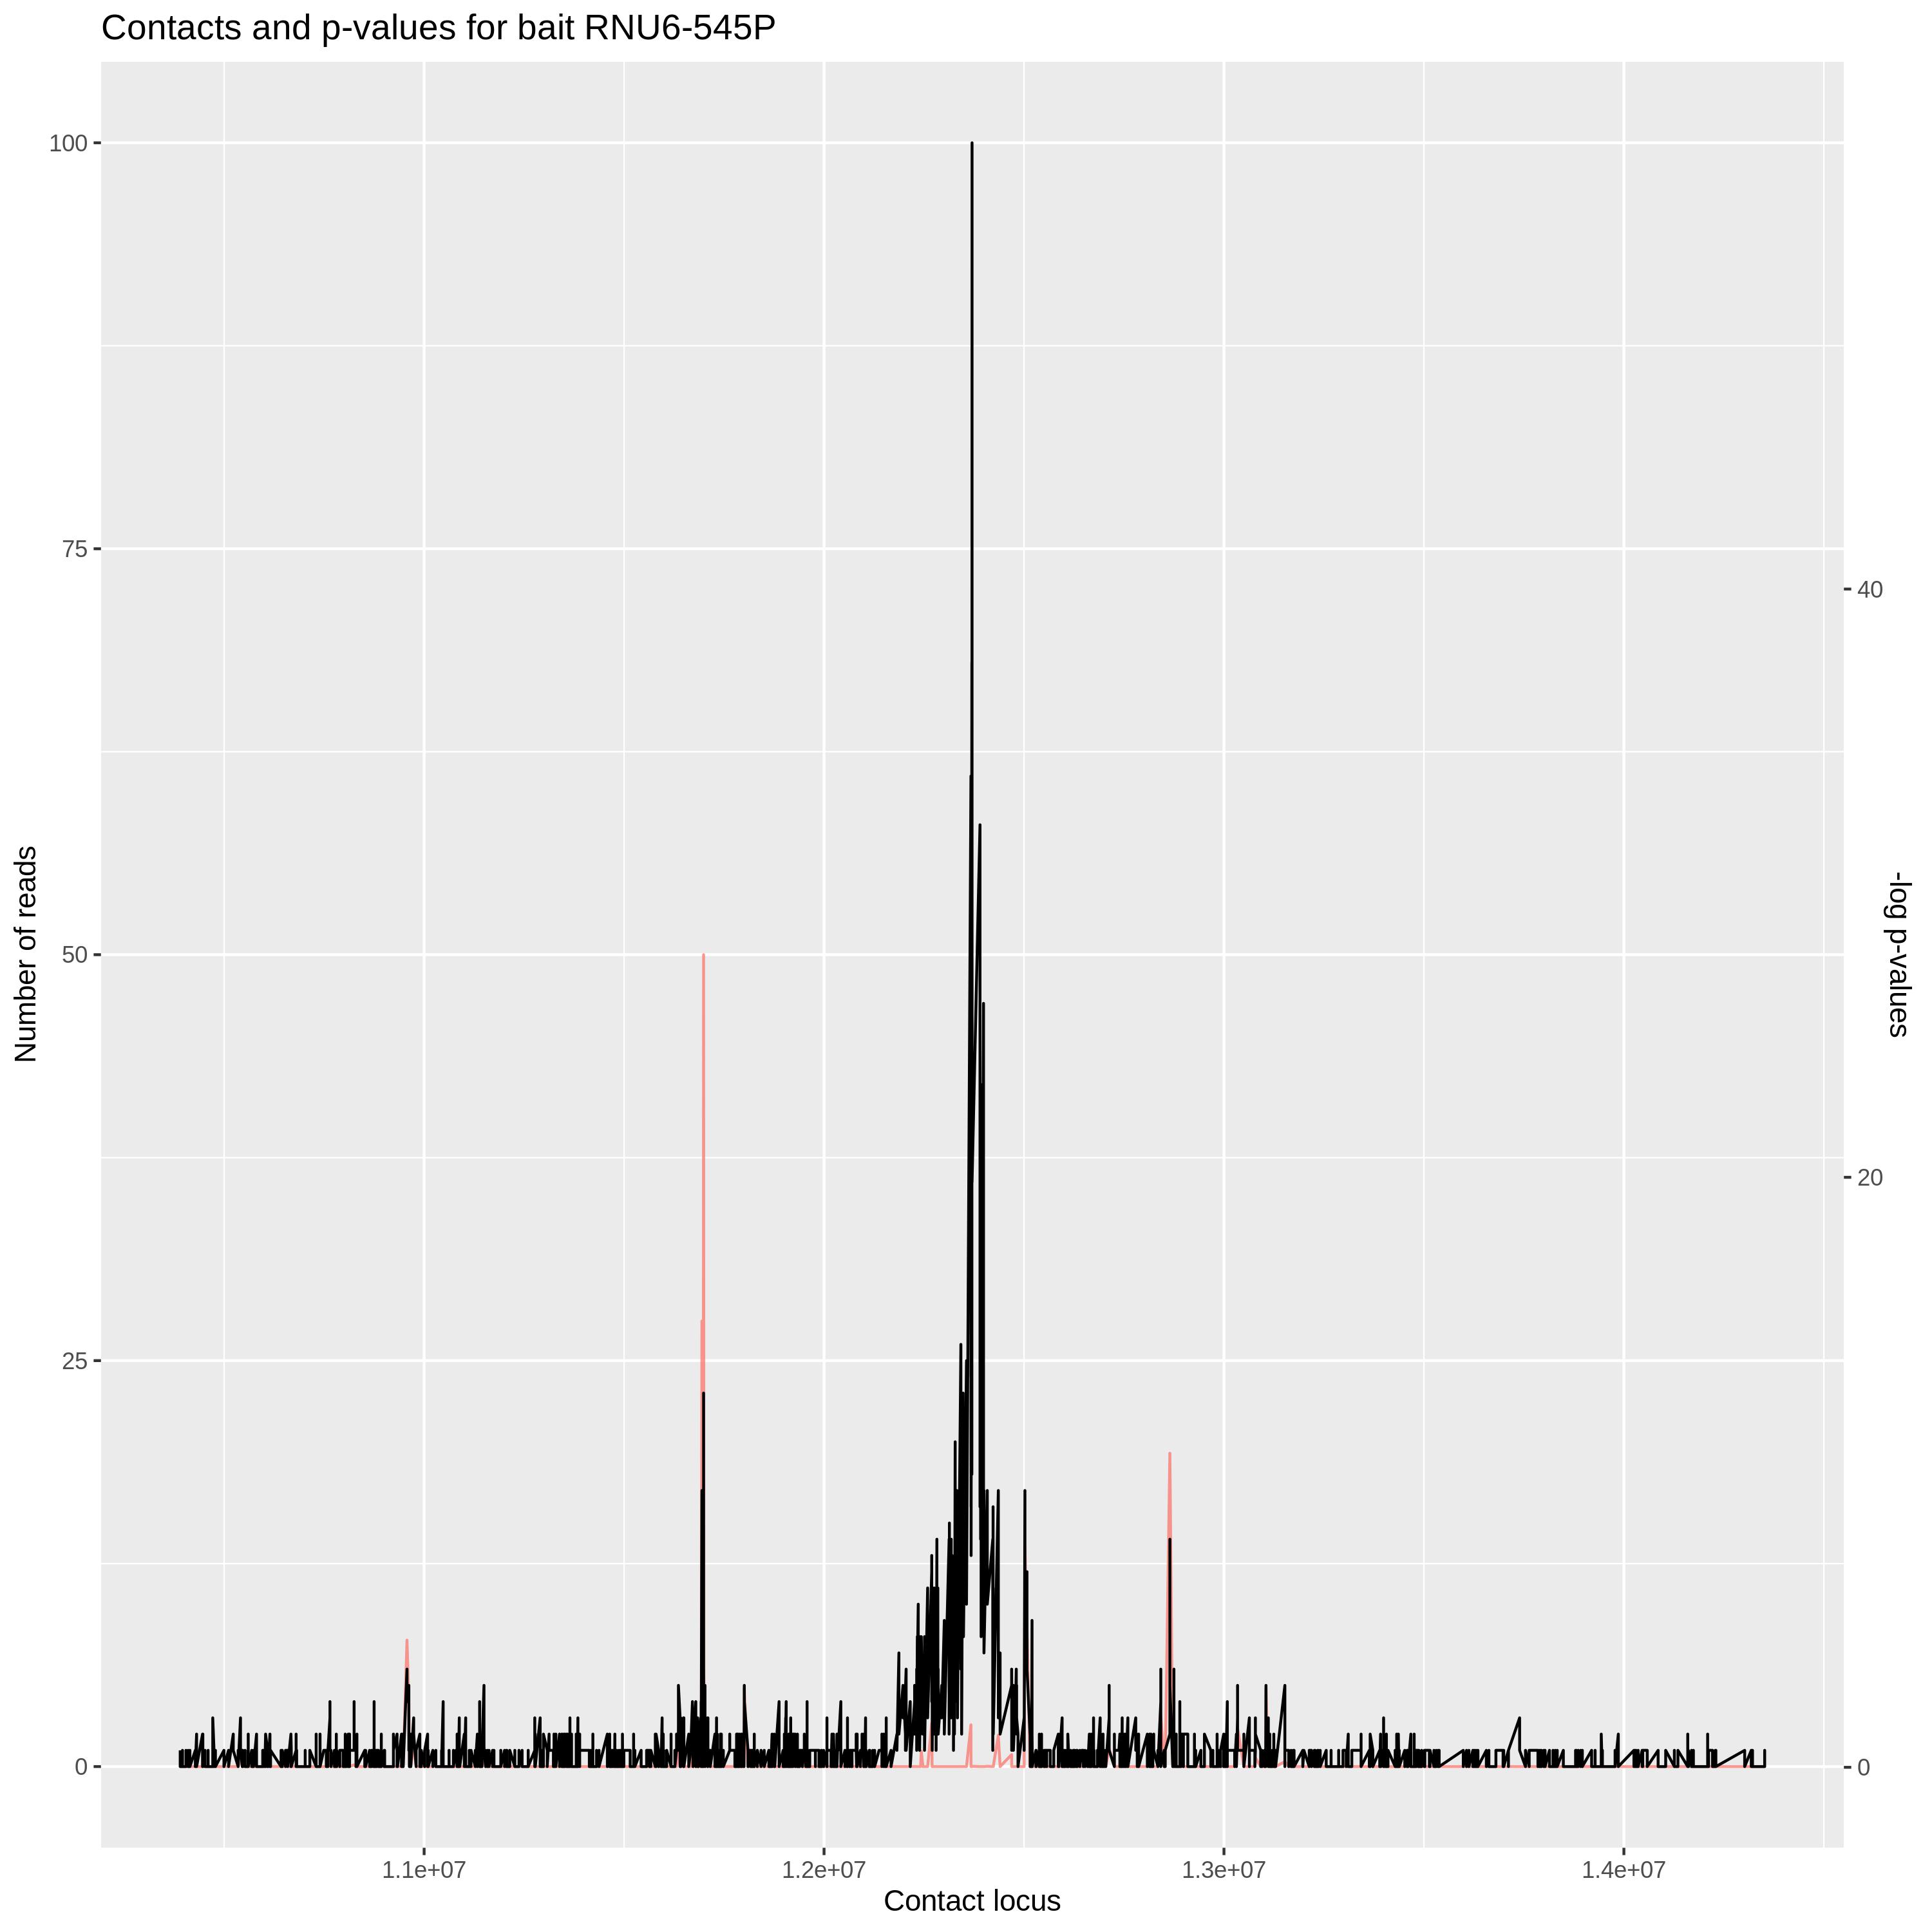 Contacts and p-values for bait RNU6-545P
100
75
50
25
0
Number of reads
40
20
0
-log p-values
1.1e+07
1.2e+07
1.3e+07
1.4e+07
Contact locus